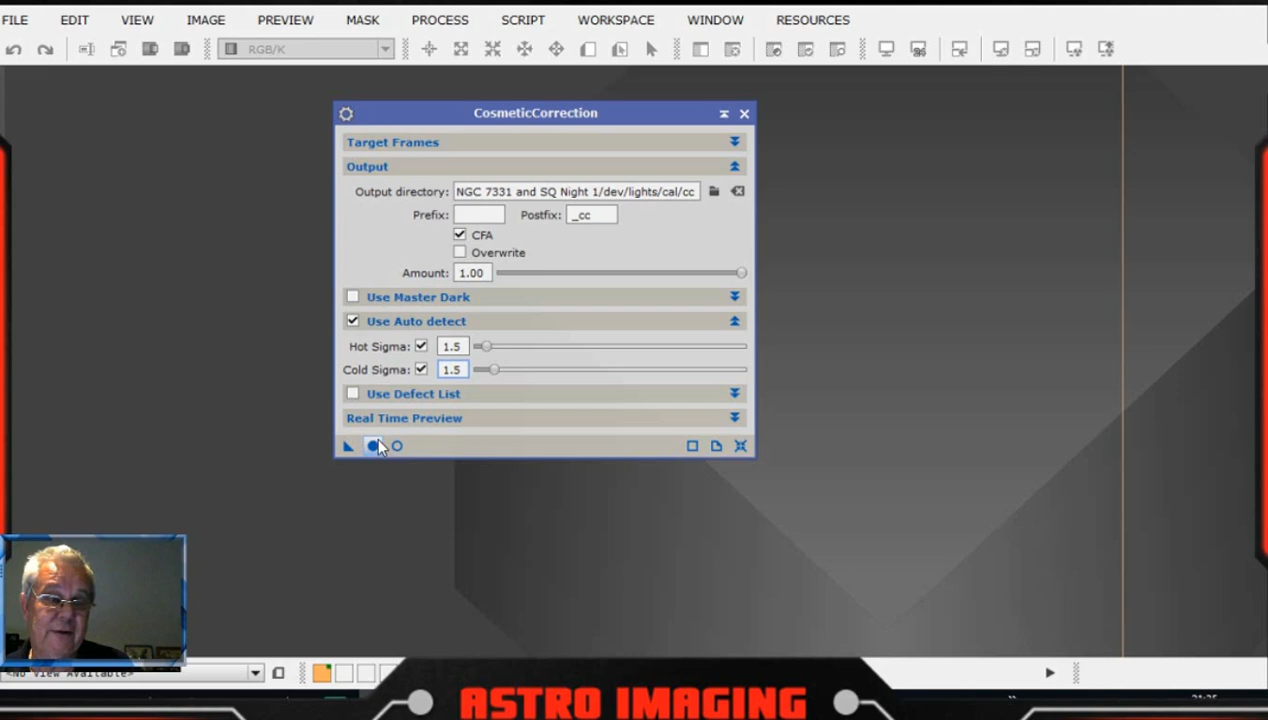 FILE EDIT VIEW IMAGE PREVIEW MASK PROCESS SCRIPT WORKSPACE WINDOW RESOURCES
RGB/K
CosmeticCorrection
Target Frames
Output
Output directory: NGC 7331 and SQ Night 1/dev/lights/cal/cc
Prefix: Postfix: _cc
CFA
Overwrite
Amount: 1.00
Use Master Dark
Use Auto detect
Hot Sigma: 1.5
Cold Sigma: 1.5
Use Defect List
Real Time Preview
<No View Available>
ASTRO IMAGING